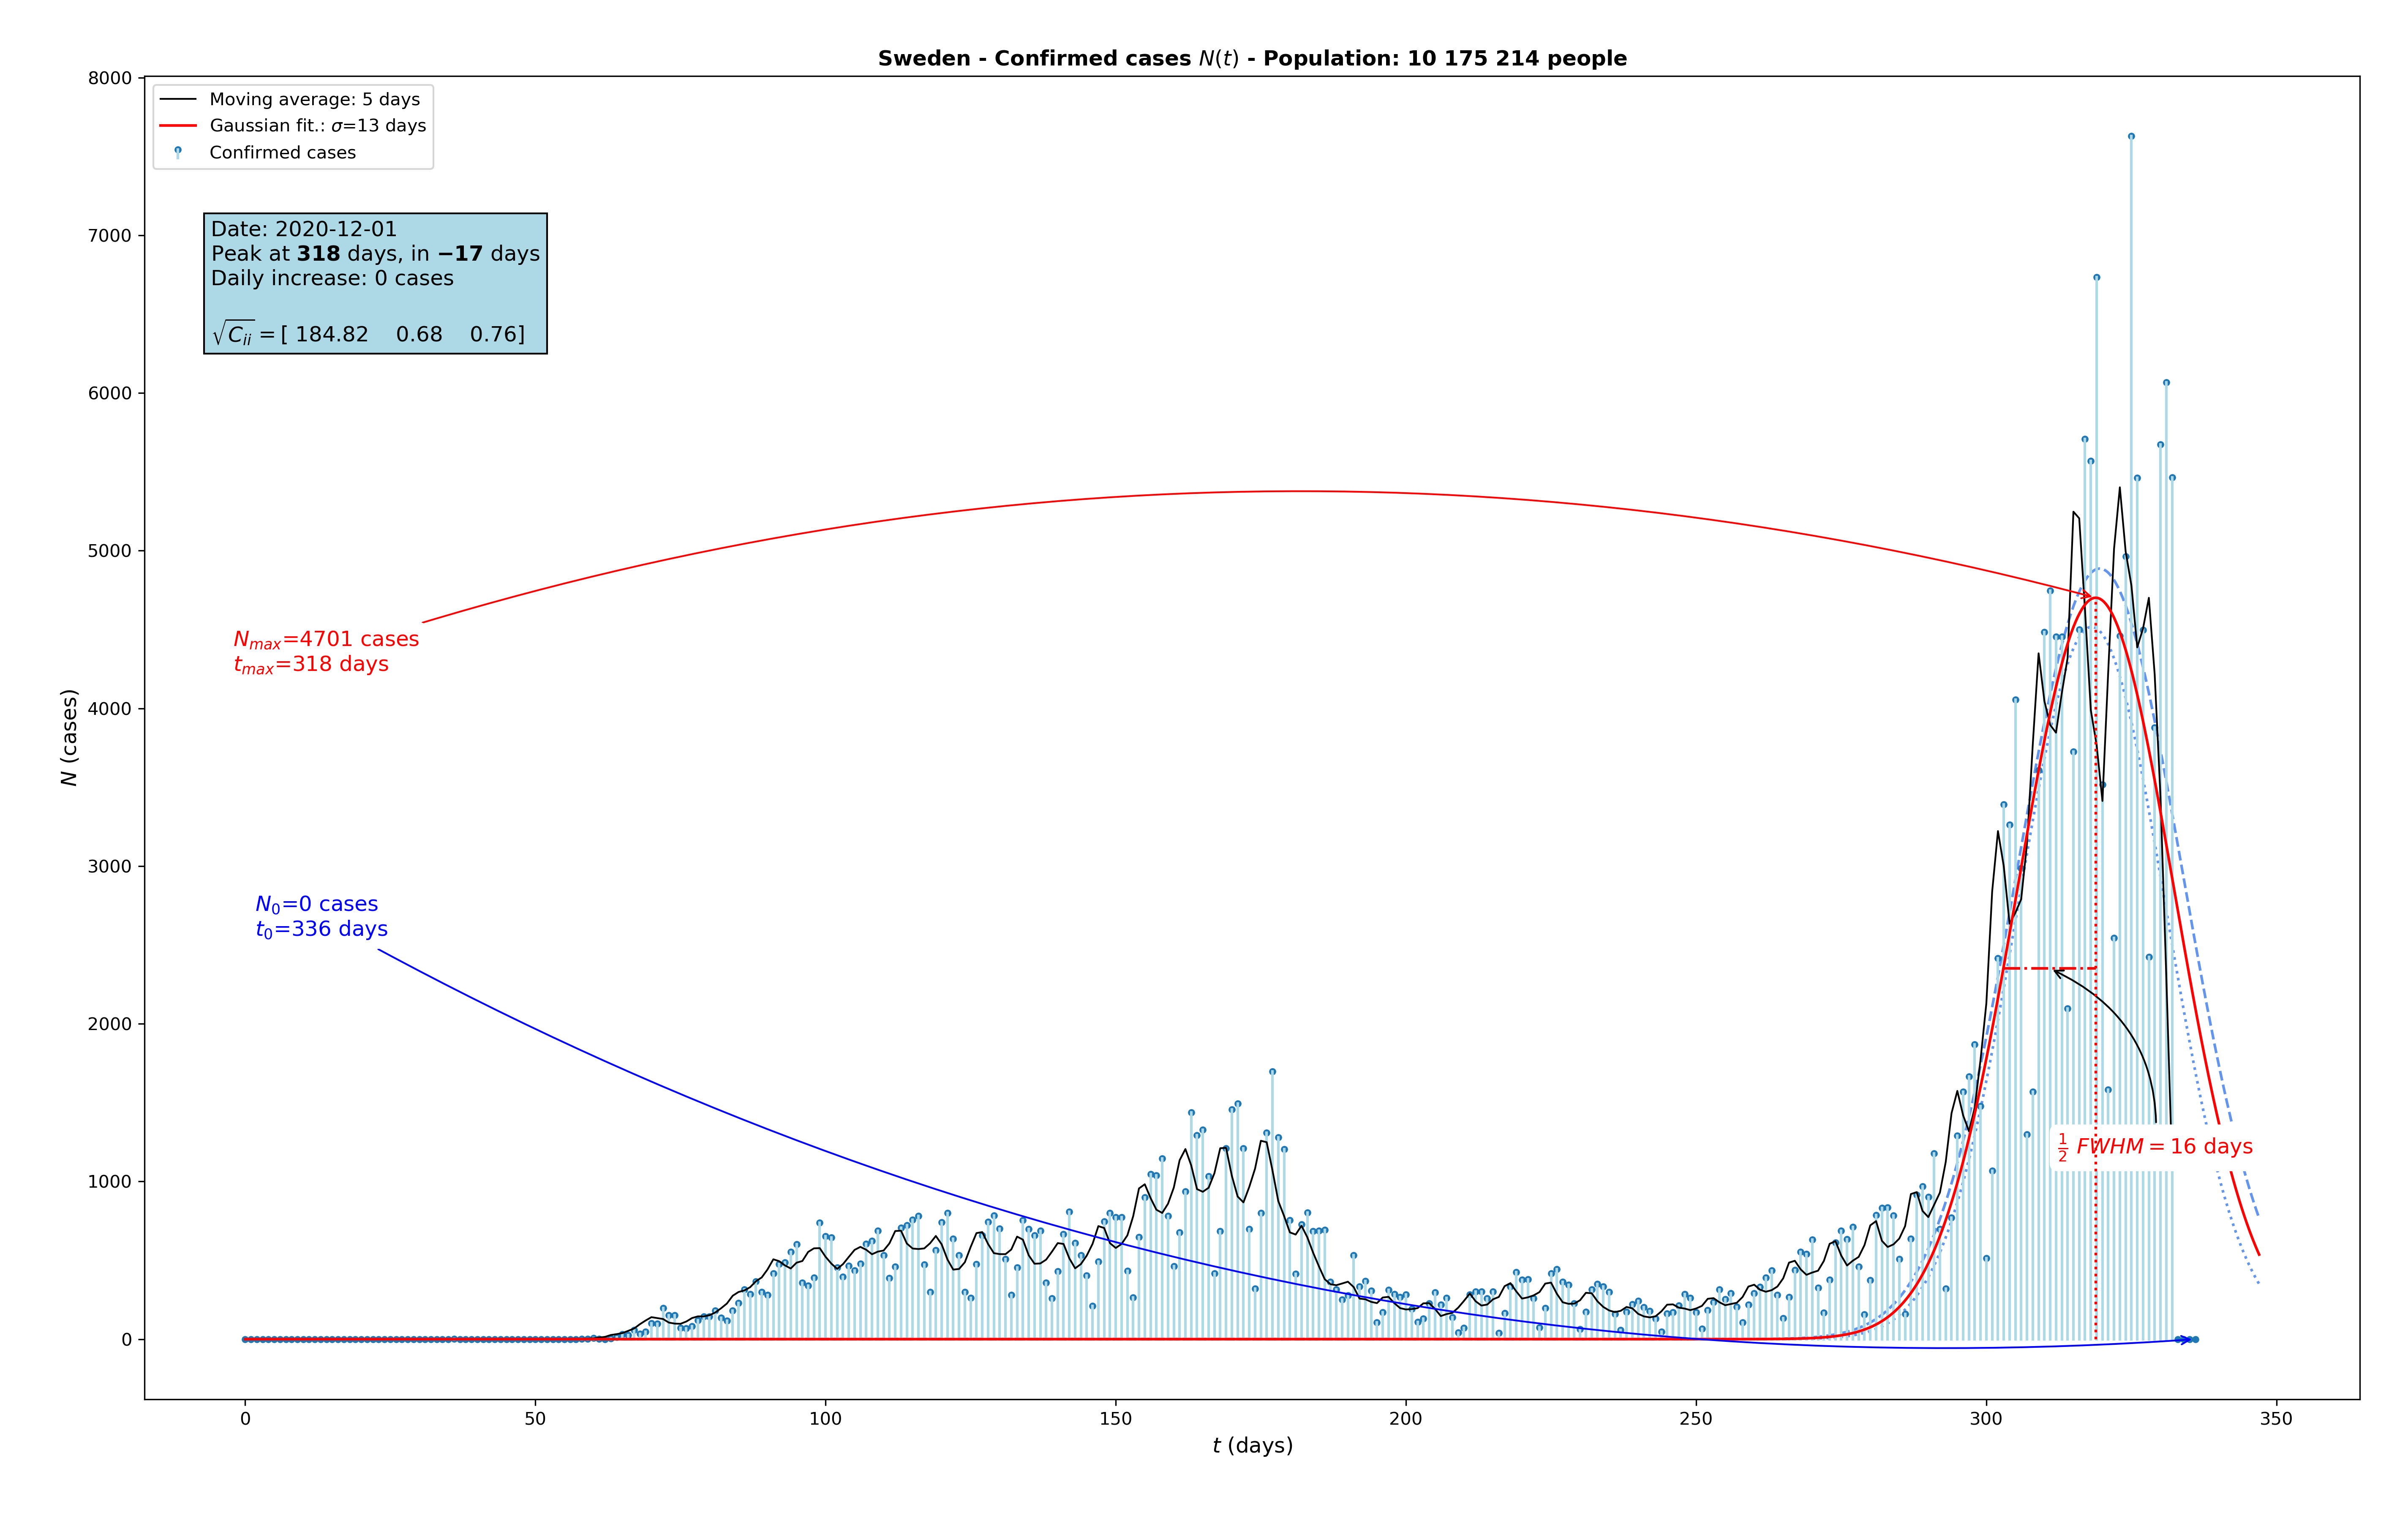 Sweden - Confirmed cases N(t) - Population: 10 175 214 people
Moving average: 5 days
Gaussian fit.: σ=13 days
Confirmed cases
Date: 2020-12-01
Peak at 318 days, in −17 days
Daily increase: 0 cases
√C_ii = [ 184.82 0.68 0.76]
N_max=4701 cases
t_max=318 days
N_0=0 cases
t_0=336 days
½ FWHM = 16 days
N (cases)
8000
7000
6000
5000
4000
3000
2000
1000
0
0 50 100 150 200 250 300 350
t (days)